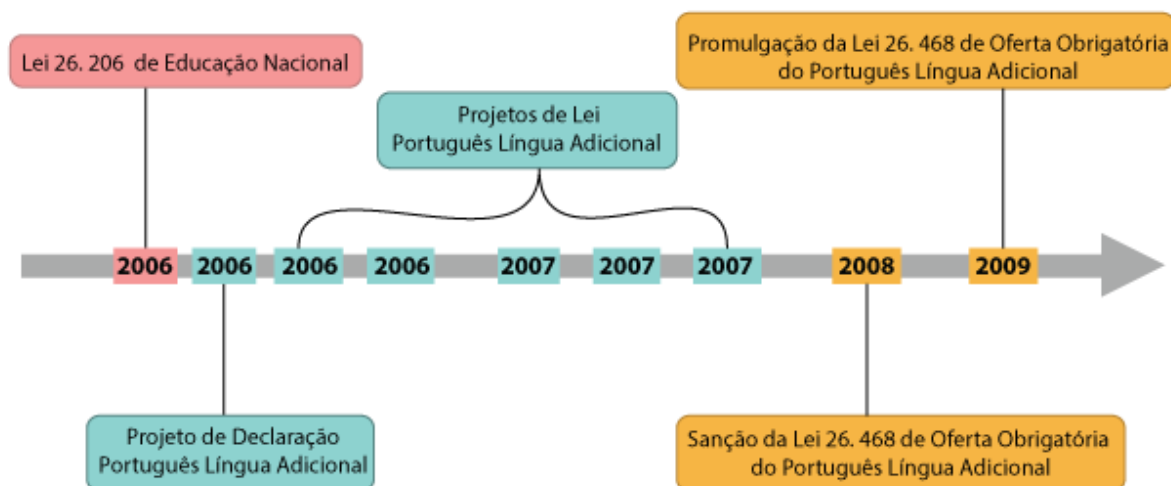 Lei 26. 206 de Educação Nacional
Promulgação da Lei 26. 468 de Oferta Obrigatória
do Português Língua Adicional
Projetos de Lei
Português Língua Adicional
2006 2006 2006 2006 2007 2007 2007 2008 2009
Projeto de Declaração
Português Língua Adicional
Sanção da Lei 26. 468 de Oferta Obrigatória
do Português Língua Adicional